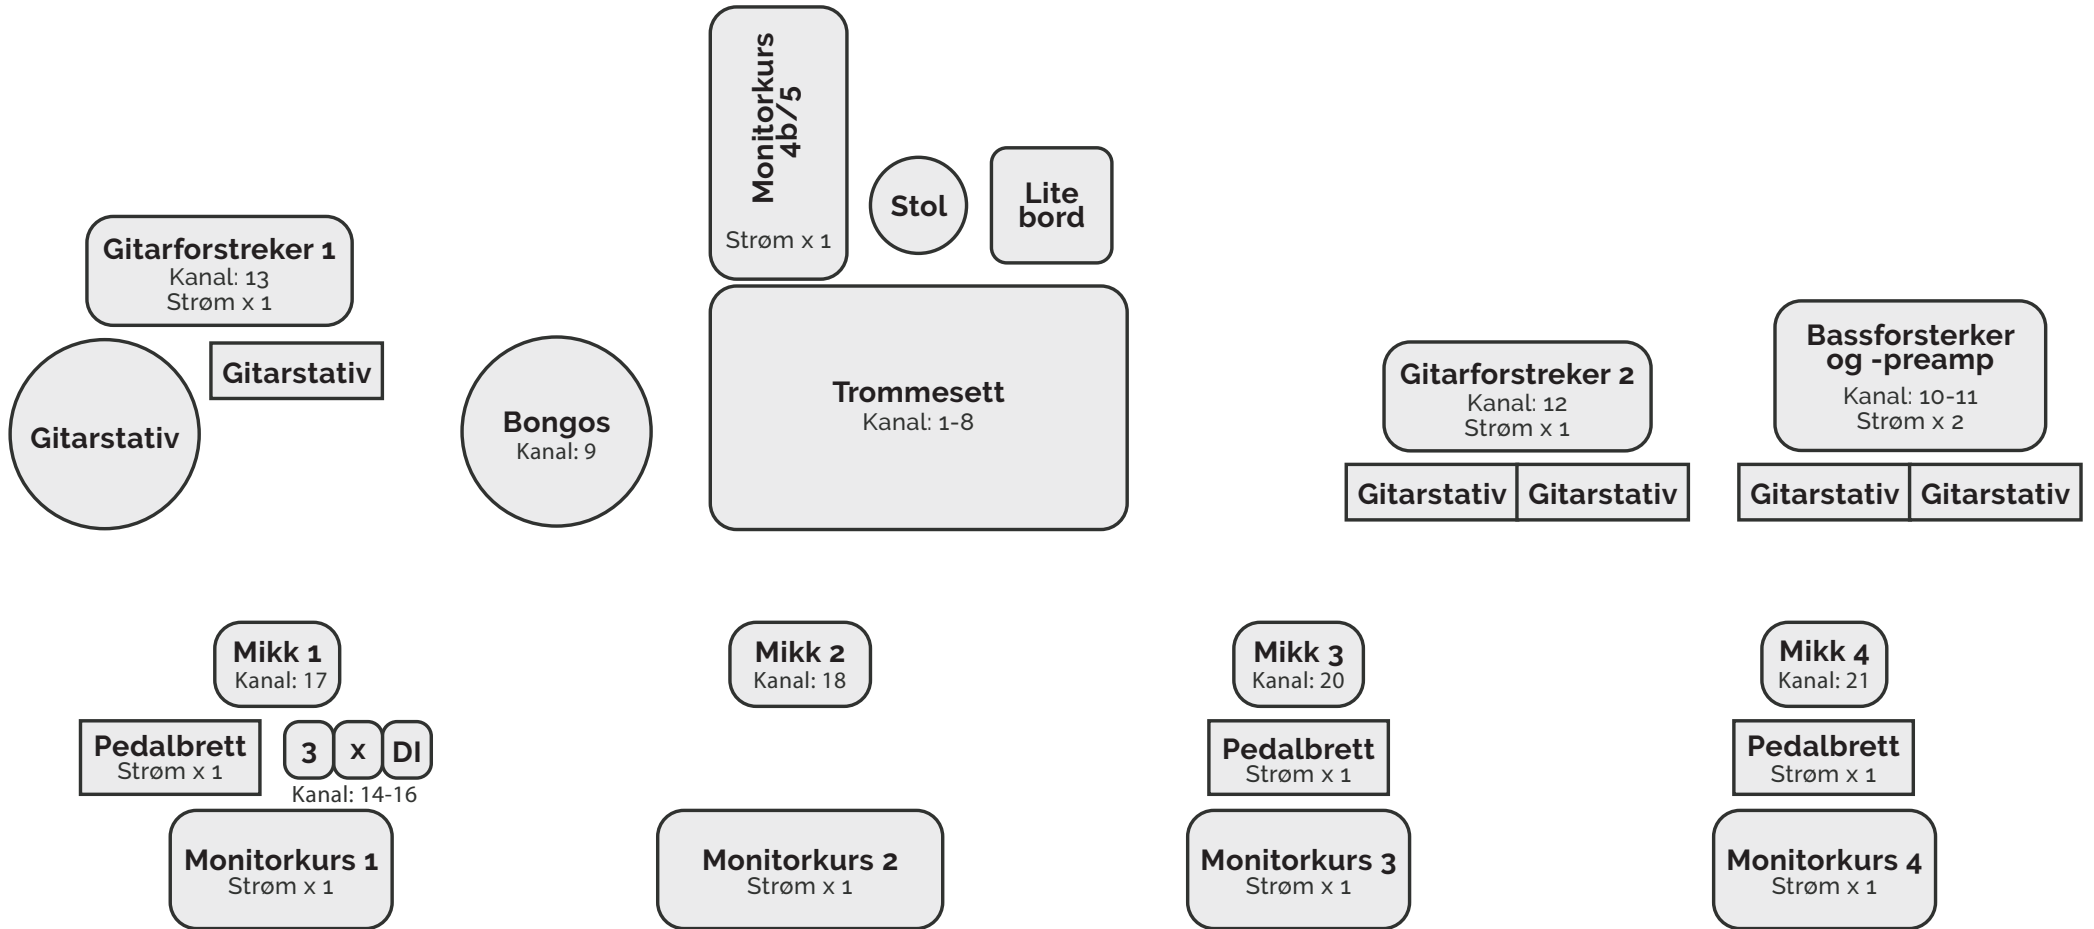 Monitorkurs
4b/5
Strøm x 1
Stol
Lite
bord
Gitarforstreker 1
Kanal: 13
Strøm x 1
Gitarstativ
Gitarstativ
Bongos
Kanal: 9
Trommesett
Kanal: 1-8
Gitarforstreker 2
Kanal: 12
Strøm x 1
Gitarstativ
Gitarstativ
Bassforsterker
og -preamp
Kanal: 10-11
Strøm x 2
Gitarstativ
Gitarstativ
Mikk 1
Kanal: 17
Mikk 2
Kanal: 18
Mikk 3
Kanal: 20
Mikk 4
Kanal: 21
Pedalbrett
Strøm x 1
3 x DI
Kanal: 14-16
Pedalbrett
Strøm x 1
Pedalbrett
Strøm x 1
Monitorkurs 1
Strøm x 1
Monitorkurs 2
Strøm x 1
Monitorkurs 3
Strøm x 1
Monitorkurs 4
Strøm x 1